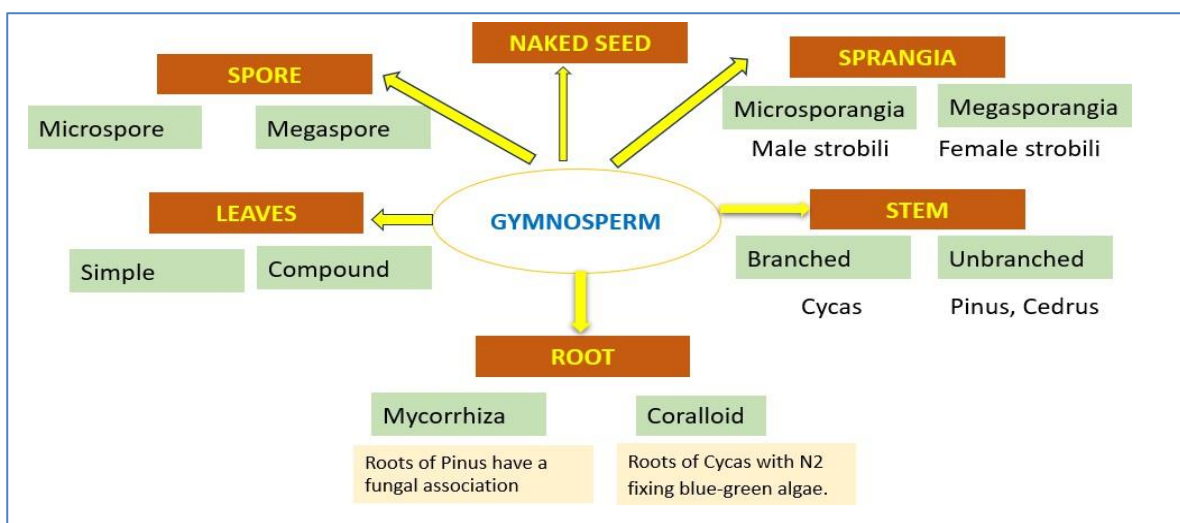 NAKED SEED
SPORE
Microspore
Megaspore
SPRANGIA
Microsporangia
Megasporangia
Male strobili
Female strobili
LEAVES
Simple
Compound
GYMNOSPERM
STEM
Branched
Unbranched
Cycas
Pinus, Cedrus
ROOT
Mycorrhiza
Coralloid
Roots of Pinus have a
fungal association
Roots of Cycas with N2
fixing blue-green algae.